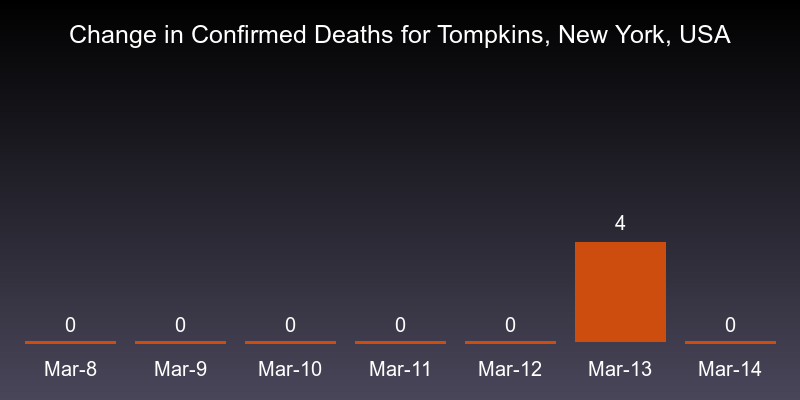 Change in Confirmed Deaths for Tompkins, New York, USA
4
0 0 0 0 0 0
Mar-8 Mar-9 Mar-10 Mar-11 Mar-12 Mar-13 Mar-14